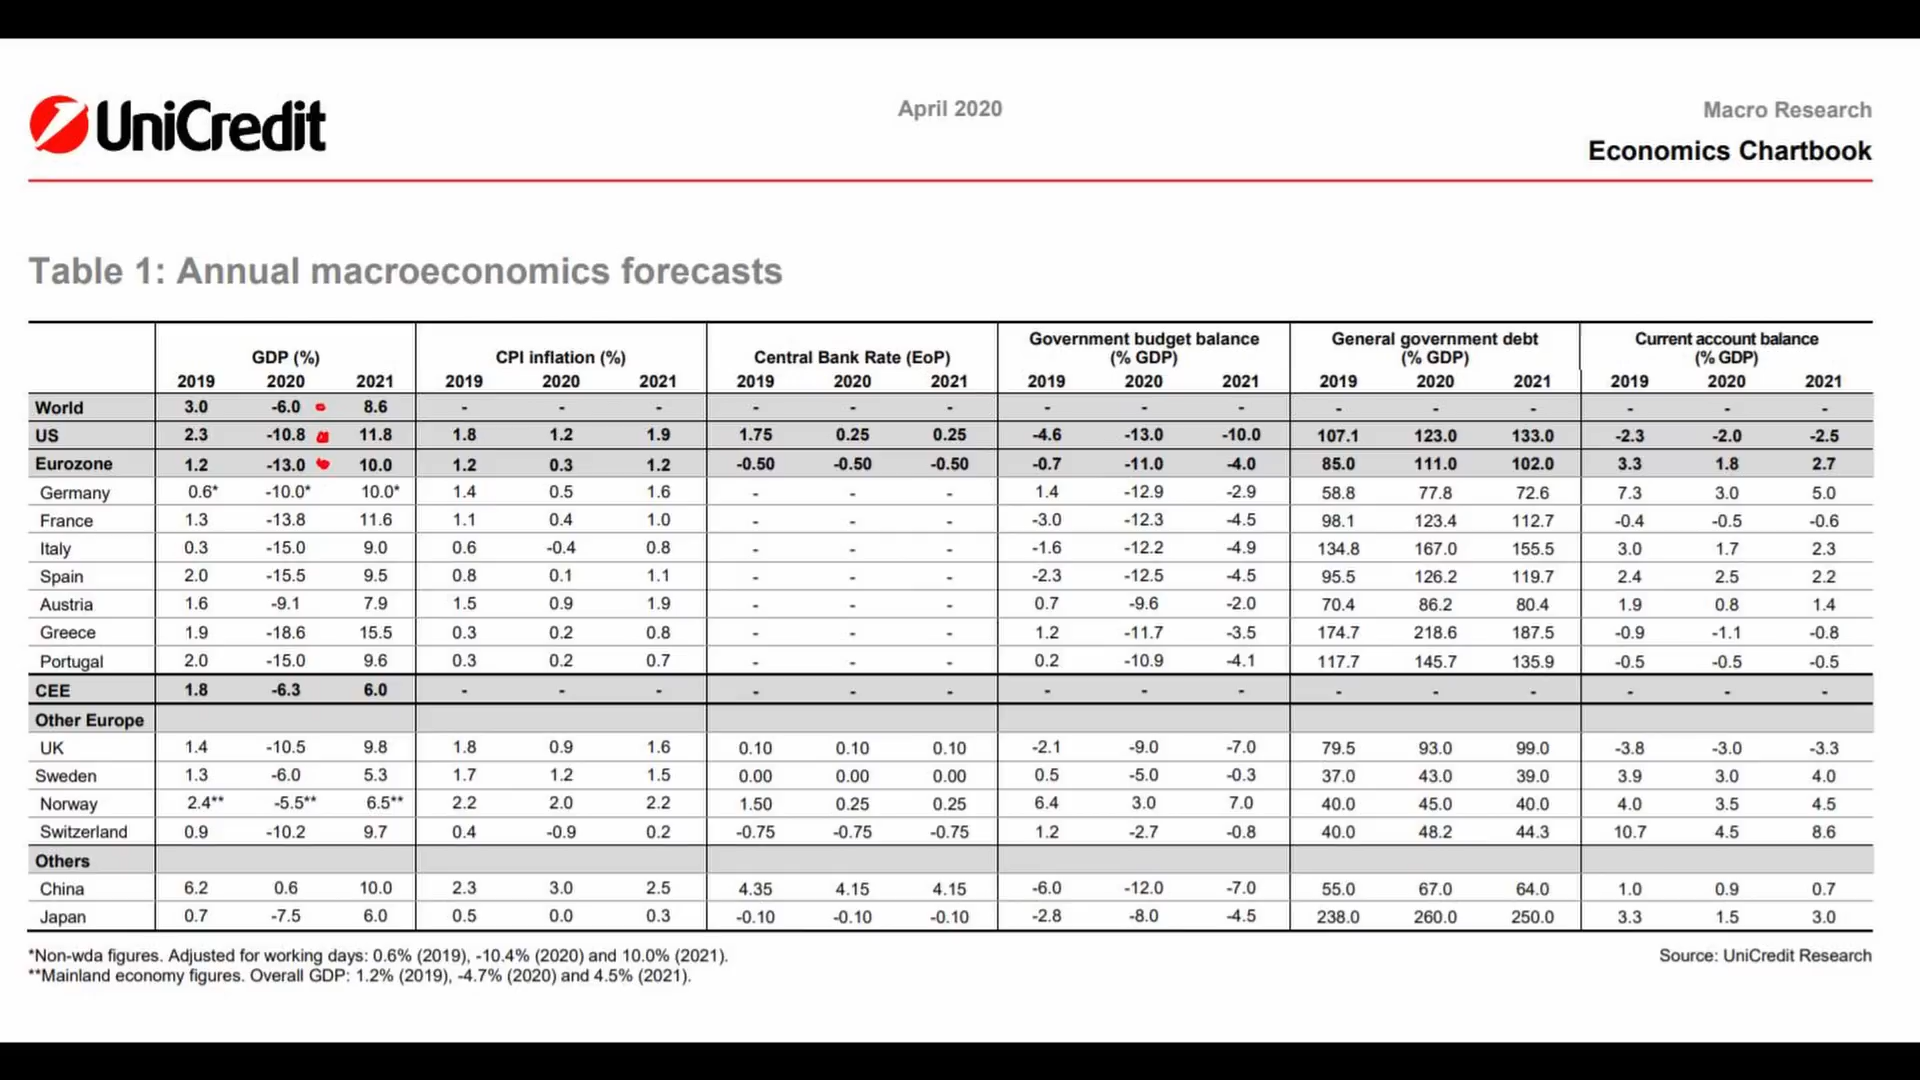 UniCredit
April 2020
Macro Research
Economics Chartbook
Table 1: Annual macroeconomics forecasts
GDP (%) CPI inflation (%) Central Bank Rate (EoP) Government budget balance (% GDP) General government debt (% GDP) Current account balance (% GDP)
2019 2020 2021 2019 2020 2021 2019 2020 2021 2019 2020 2021 2019 2020 2021 2019 2020 2021
World 3.0 -6.0 8.6 - - - - - - - - - - - - - - -
US 2.3 -10.8 11.8 1.8 1.2 1.9 1.75 0.25 0.25 -4.6 -13.0 -10.0 107.1 123.0 133.0 -2.3 -2.0 -2.5
Eurozone 1.2 -13.0 10.0 1.2 0.3 1.2 -0.50 -0.50 -0.50 -0.7 -11.0 -4.0 85.0 111.0 102.0 3.3 1.8 2.7
Germany 0.6* -10.0* 10.0* 1.4 0.5 1.6 - - - 1.4 -12.9 -2.9 58.8 77.8 72.6 7.3 3.0 5.0
France 1.3 -13.8 11.6 1.1 0.4 1.0 - - - -3.0 -12.3 -4.5 98.1 123.4 112.7 -0.4 -0.5 -0.6
Italy 0.3 -15.0 9.0 0.6 -0.4 0.8 - - - -1.6 -12.2 -4.9 134.8 167.0 155.5 3.0 1.7 2.3
Spain 2.0 -15.5 9.5 0.8 0.1 1.1 - - - -2.3 -12.5 -4.5 95.5 126.2 119.7 2.4 2.5 2.2
Austria 1.6 -9.1 7.9 1.5 0.9 1.9 - - - 0.7 -9.6 -2.0 70.4 86.2 80.4 1.9 0.8 1.4
Greece 1.9 -18.6 15.5 0.3 0.2 0.8 - - - 1.2 -11.7 -3.5 174.7 218.6 187.5 -0.9 -1.1 -0.8
Portugal 2.0 -15.0 9.6 0.3 0.2 0.7 - - - 0.2 -10.9 -4.1 117.7 145.7 135.9 -0.5 -0.5 -0.5
CEE 1.8 -6.3 6.0 - - - - - - - - - - - - - - -
Other Europe
UK 1.4 -10.5 9.8 1.8 0.9 1.6 0.10 0.10 0.10 -2.1 -9.0 -7.0 79.5 93.0 99.0 -3.8 -3.0 -3.3
Sweden 1.3 -6.0 5.3 1.7 1.2 1.5 0.00 0.00 0.00 0.5 -5.0 -0.3 37.0 43.0 39.0 3.9 3.0 4.0
Norway 2.4** -5.5** 6.5** 2.2 2.0 2.2 1.50 0.25 0.25 6.4 3.0 7.0 40.0 45.0 40.0 4.0 3.5 4.5
Switzerland 0.9 -10.2 9.7 0.4 -0.9 0.2 -0.75 -0.75 -0.75 1.2 -2.7 -0.8 40.0 48.2 44.3 10.7 4.5 8.6
Others
China 6.2 0.6 10.0 2.3 3.0 2.5 4.35 4.15 4.15 -6.0 -12.0 -7.0 55.0 67.0 64.0 1.0 0.9 0.7
Japan 0.7 -7.5 6.0 0.5 0.0 0.3 -0.10 -0.10 -0.10 -2.8 -8.0 -4.5 238.0 260.0 250.0 3.3 1.5 3.0
*Non-wda figures. Adjusted for working days: 0.6% (2019), -10.4% (2020) and 10.0% (2021).
Source: UniCredit Research
**Mainland economy figures. Overall GDP: 1.2% (2019), -4.7% (2020) and 4.5% (2021).